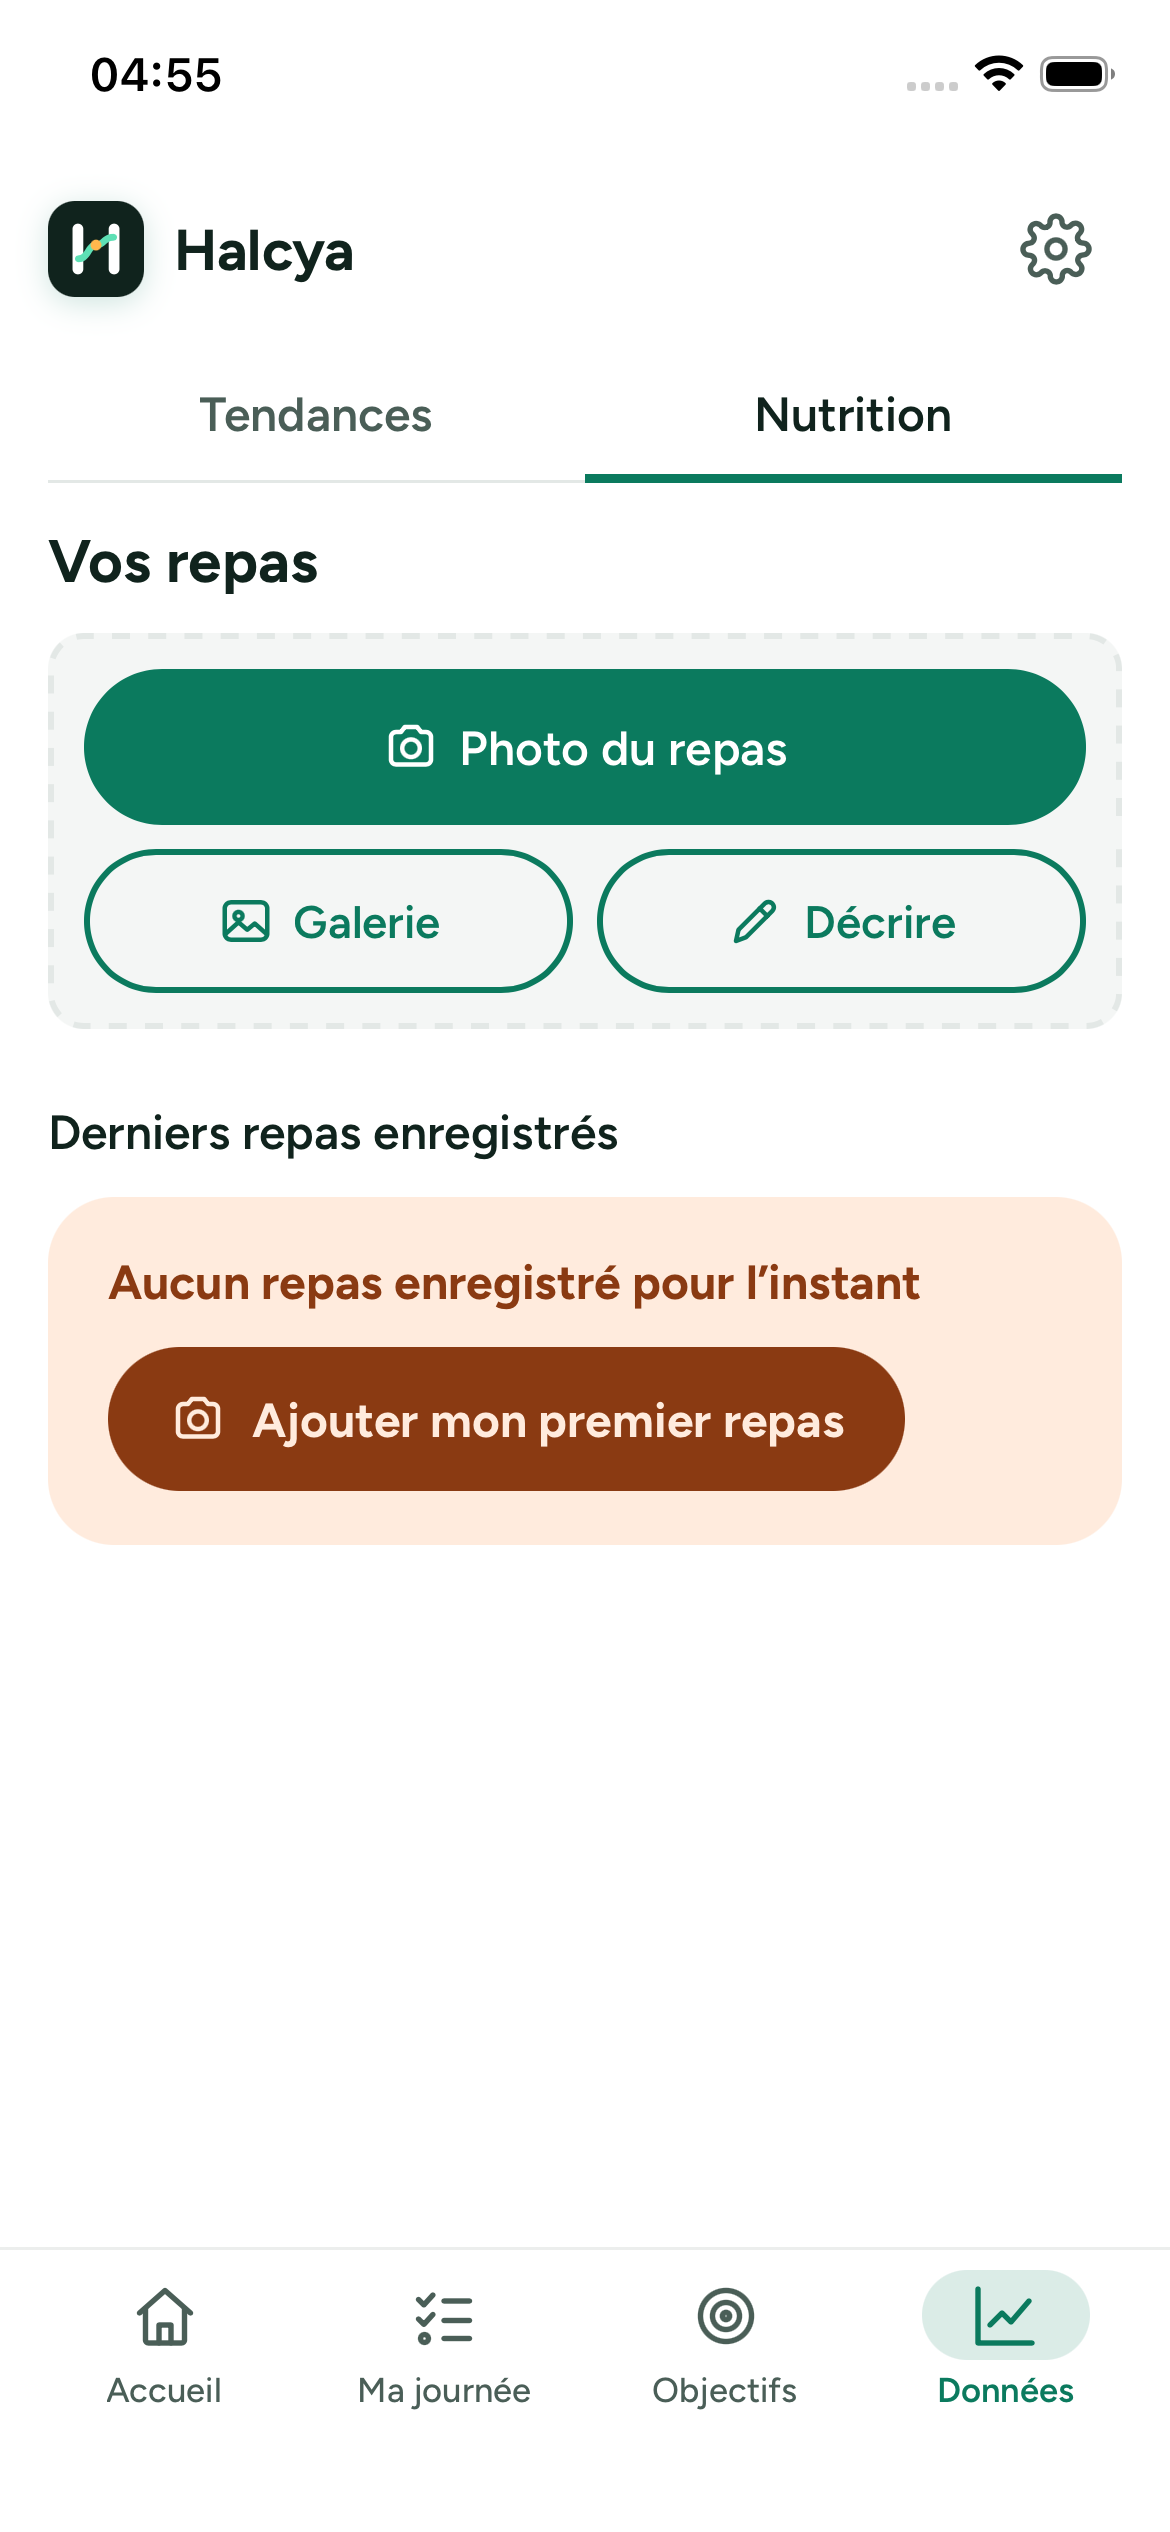 04:55
Halcya
Tendances
Nutrition
Vos repas
Photo du repas
Galerie
Décrire
Derniers repas enregistrés
Aucun repas enregistré pour l’instant
Ajouter mon premier repas
Accueil
Ma journée
Objectifs
Données